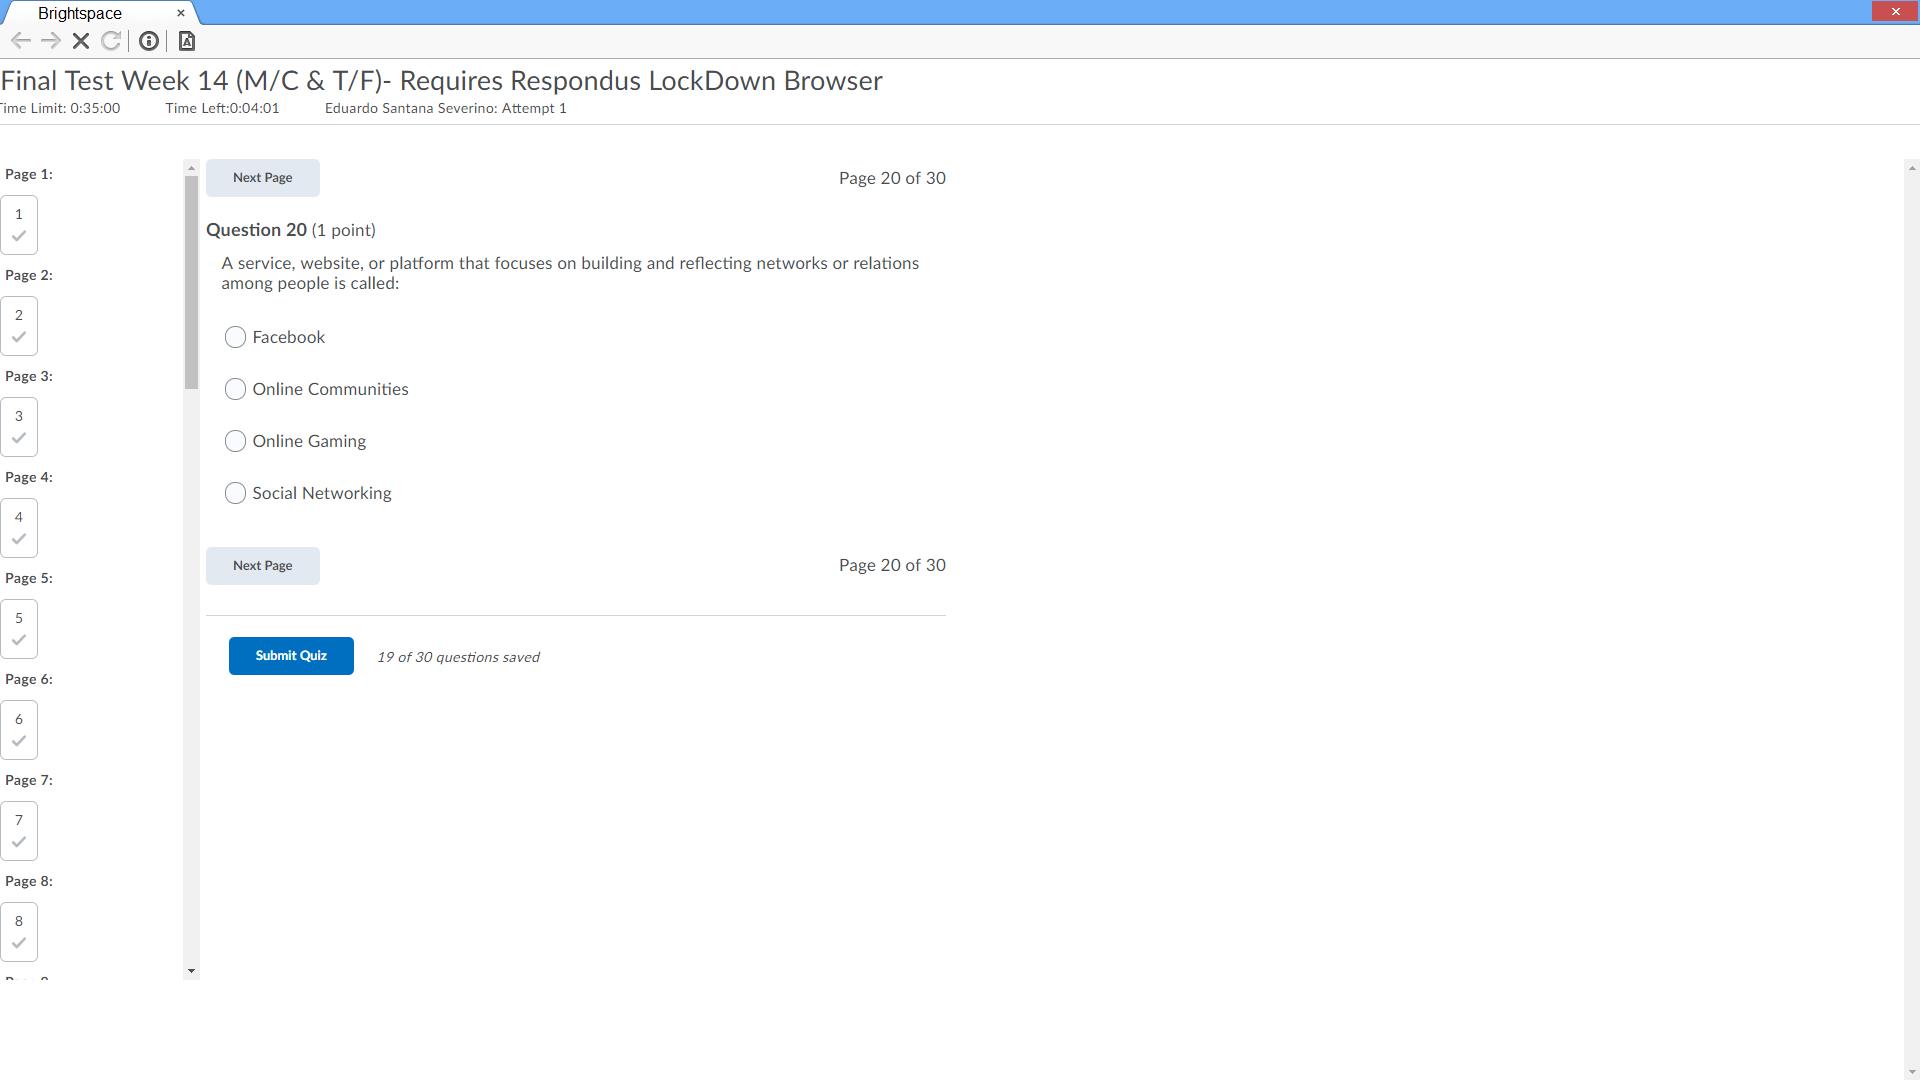 Brightspace
Final Test Week 14 (M/C & T/F)- Requires Respondus LockDown Browser
Time Limit: 0:35:00 Time Left:0:04:01 Eduardo Santana Severino: Attempt 1
Page 1:
1
Page 2:
2
Page 3:
3
Page 4:
4
Page 5:
5
Page 6:
6
Page 7:
7
Page 8:
8
Next Page Page 20 of 30
Question 20 (1 point)
A service, website, or platform that focuses on building and reflecting networks or relations
among people is called:
Facebook
Online Communities
Online Gaming
Social Networking
Next Page Page 20 of 30
Submit Quiz 19 of 30 questions saved